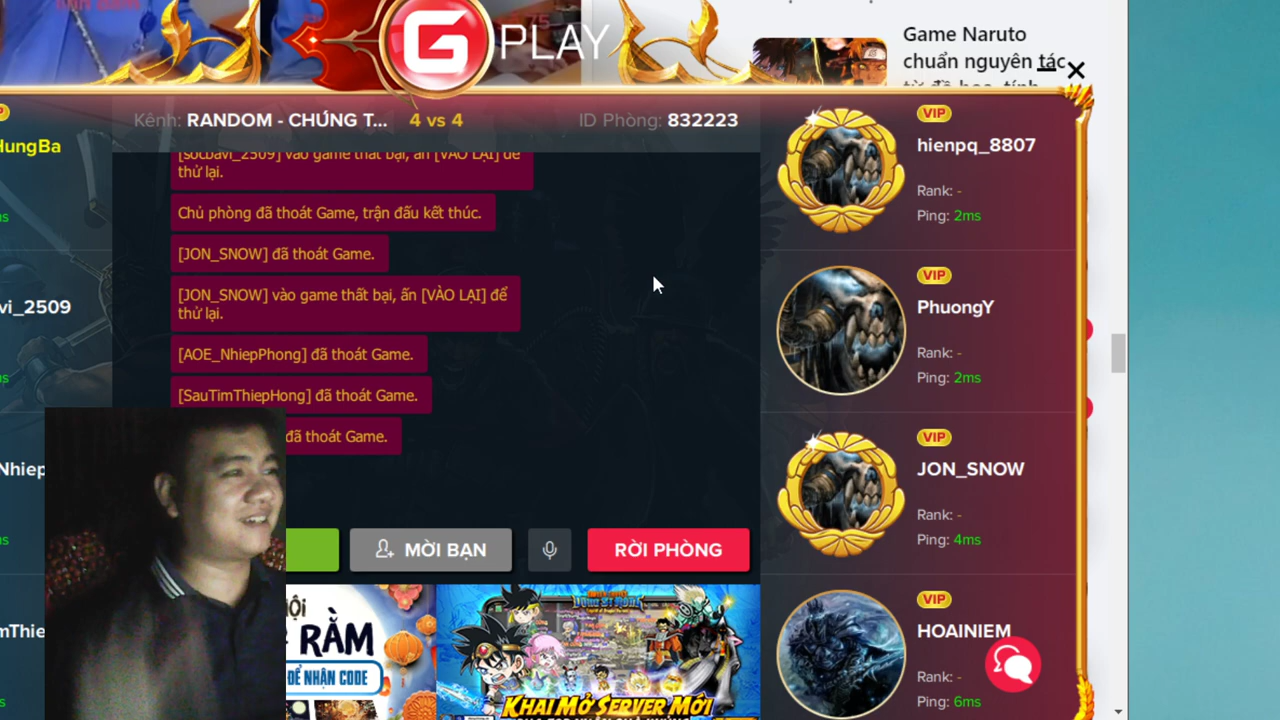 G PLAY
Game Naruto
chuẩn nguyên tác
Kênh: RANDOM - CHỨNG T... 4 vs 4 ID Phòng: 832223
HungBa
[socbavi_2509] vào game thất bại, ấn [VÀO LẠI] để
thử lại.
Chủ phòng đã thoát Game, trận đấu kết thúc.
[JON_SNOW] đã thoát Game.
[JON_SNOW] vào game thất bại, ấn [VÀO LẠI] để
thử lại.
[AOE_NhiepPhong] đã thoát Game.
[SauTimThiepHong] đã thoát Game.
đã thoát Game.
vi_2509
Nhiep
mThie
MỜI BẠN
RỜI PHÒNG
VIP
hienpq_8807
Rank: -
Ping: 2ms
VIP
PhuongY
Rank: -
Ping: 2ms
VIP
JON_SNOW
Rank: -
Ping: 4ms
VIP
HOAINIEM
Rank: -
Ping: 6ms
RẰM
ĐỂ NHẬN CODE
KHAI MỞ SERVER MỚI